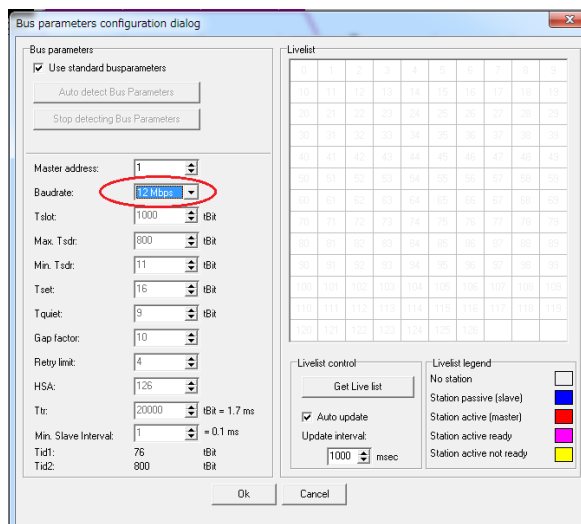 Bus parameters configuration dialog
Bus parameters
Use standard busparameters
Auto detect Bus Parameters
Stop detecting Bus Parameters
Master address: 1
Baudrate: 12 Mbps
Tslot: 1000 tBit
Max. Tsdr: 800 tBit
Min. Tsdr: 11 tBit
Tset: 16 tBit
Tquiet: 9 tBit
Gap factor: 10
Retry limit: 4
HSA: 126
Ttr: 20000 tBit = 1.7 ms
Min. Slave Interval: 1 = 0.1 ms
Tid1: 76 tBit
Tid2: 800 tBit
Livelist
0 1 2 3 4 5 6 7 8 9
10 11 12 13 14 15 16 17 18 19
20 21 22 23 24 25 26 27 28 29
30 31 32 33 34 35 36 37 38 39
40 41 42 43 44 45 46 47 48 49
50 51 52 53 54 55 56 57 58 59
60 61 62 63 64 65 66 67 68 69
70 71 72 73 74 75 76 77 78 79
80 81 82 83 84 85 86 87 88 89
90 91 92 93 94 95 96 97 98 99
100 101 102 103 104 105 106 107 108 109
110 111 112 113 114 115 116 117 118 119
120 121 122 123 124 125 126
Livelist control
Get Live list
Auto update
Update interval:
1000 msec
Livelist legend
No station
Station passive (slave)
Station active (master)
Station active ready
Station active not ready
Ok
Cancel